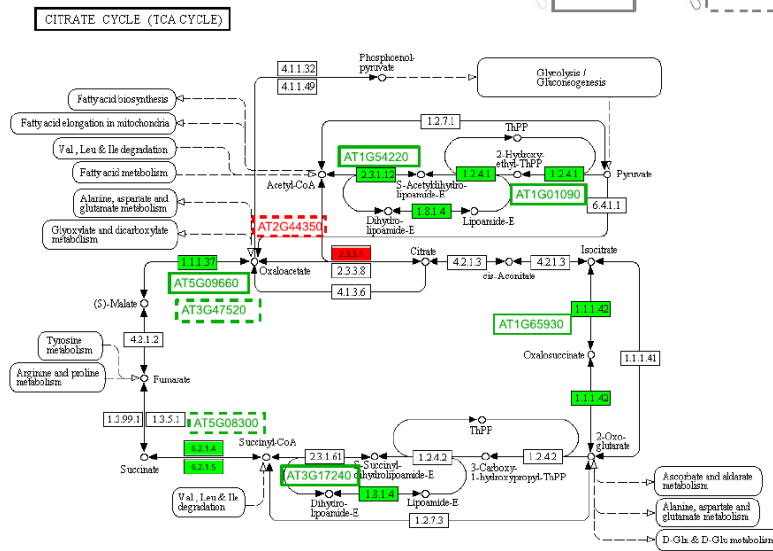 CITRATE CYCLE (TCA CYCLE)
Phosphoenol-
pyruvate
4.1.1.32
4.1.1.49
Glycolysis /
Gluconeogenesis
Fatty acid biosynthesis
Fatty acid elongation in mitochondria
Val, Leu & Ile degradation
Fatty acid metabolism
Alanine, aspartate and
glutamate metabolism
Glyoxylate and dicarboxylate
metabolism
1.2.7.1
ThPP
AT1G54220
2-Hydroxy-
ethyl-ThPP
2.3.1.12
1.2.4.1
1.2.4.1
Acetyl-CoA
S-Acetyldihydro-
lipoamide-E
Pyruvate
AT1G01090
6.4.1.1
Dihydro-
lipoamide-E
1.8.1.4
Lipoamide-E
AT2G44350
1.1.1.37
Oxaloacetate
2.3.3.1
2.3.3.8
4.1.3.6
Citrate
4.2.1.3
cis-Aconitate
4.2.1.3
Isocitrate
AT5G09660
AT3G47520
(S)-Malate
1.1.1.42
AT1G65930
4.2.1.2
Tyrosine
metabolism
Oxalosuccinate
1.1.1.41
Arginine and proline
metabolism
Fumarate
1.1.1.42
1.3.99.1
1.3.5.1
AT5G08300
ThPP
6.2.1.4
6.2.1.5
Succinate
Succinyl-CoA
2.3.1.61
1.2.4.2
1.2.4.2
2-Oxo-
glutarate
S-Succinyl-
dihydrolipoamide-E
3-Carboxy-
1-hydroxypropyl-ThPP
AT3G17240
Val, Leu & Ile
degradation
Dihydro-
lipoamide-E
1.8.1.4
Lipoamide-E
1.2.7.3
Ascorbate and aldarate
metabolism
Alanine, aspartate and
glutamate metabolism
D-Gln & D-Glu metabolism